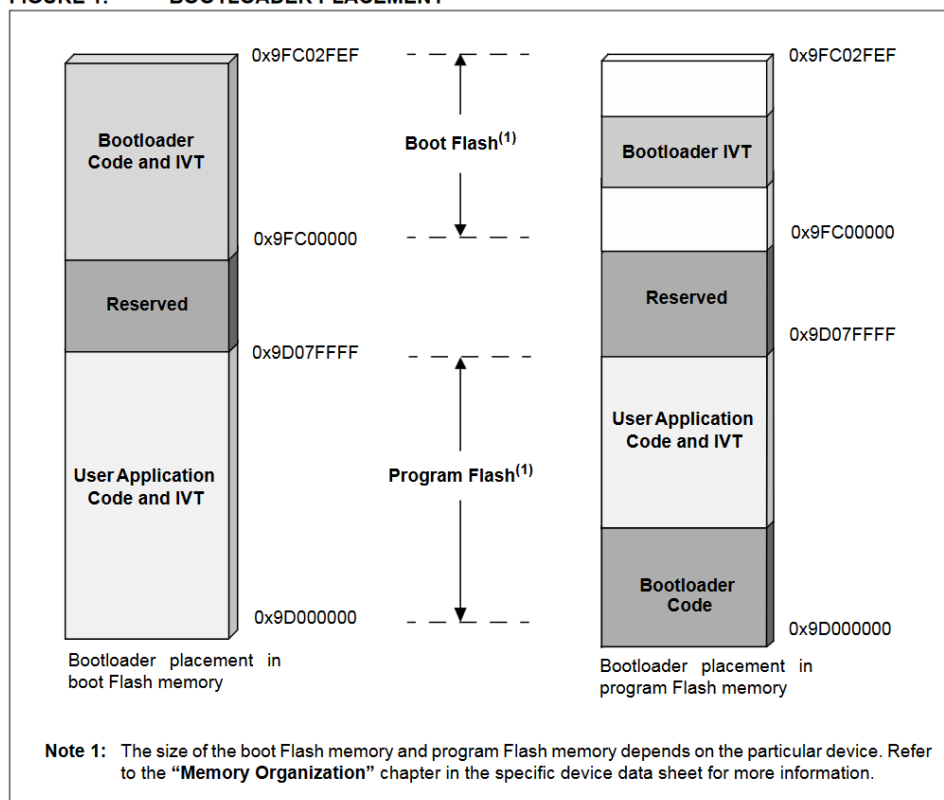 FIGURE 1: BOOTLOADER PLACEMENT
0x9FC02FEF
Bootloader
Code and IVT
0x9FC00000
Reserved
0x9D07FFFF
User Application
Code and IVT
0x9D000000
Bootloader placement in
boot Flash memory
Boot Flash(1)
Program Flash(1)
0x9FC02FEF
Bootloader IVT
0x9FC00000
Reserved
0x9D07FFFF
User Application
Code and IVT
Bootloader
Code
0x9D000000
Bootloader placement in
program Flash memory
Note 1: The size of the boot Flash memory and program Flash memory depends on the particular device. Refer
to the “Memory Organization” chapter in the specific device data sheet for more information.